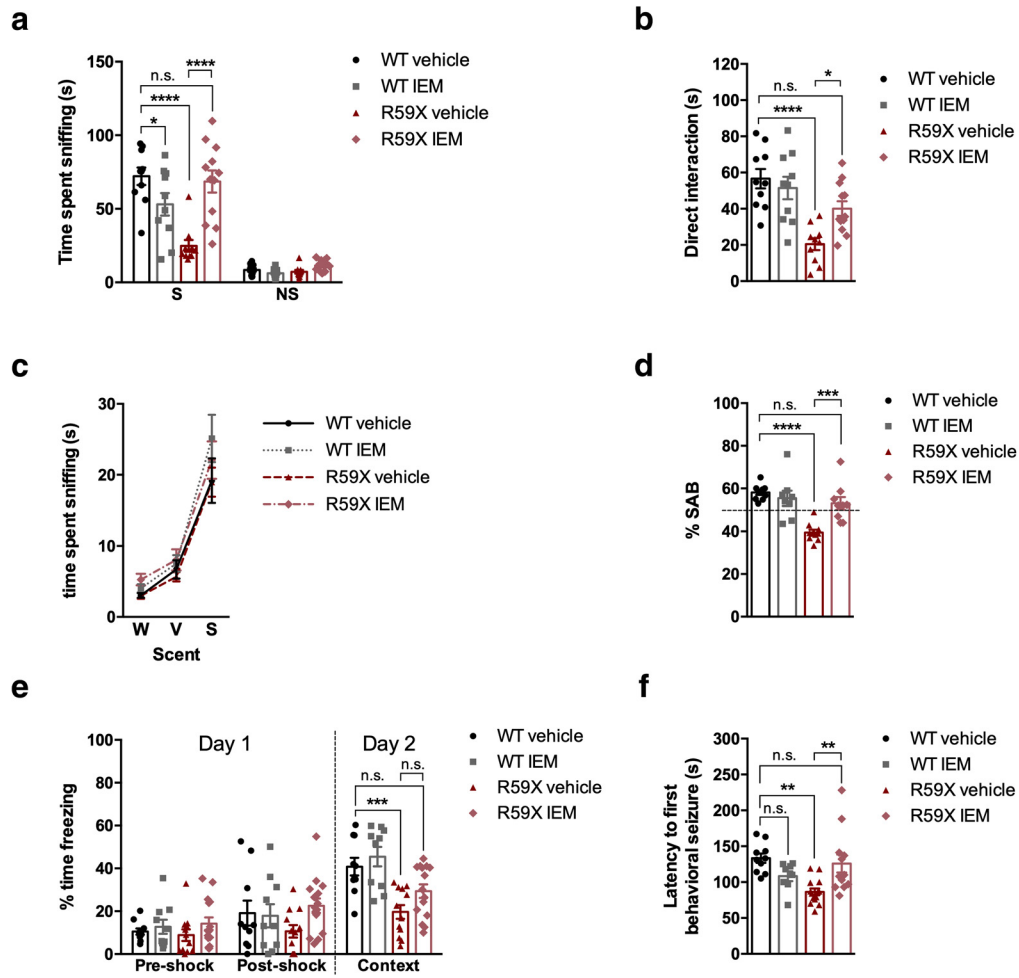 a
Time spent sniffing (s)
150
100
50
0
n.s.
****
****
*
S
NS
WT vehicle
WT IEM
R59X vehicle
R59X IEM
b
Direct interaction (s)
120
100
80
60
40
20
0
n.s.
*
****
WT vehicle
WT IEM
R59X vehicle
R59X IEM
c
time spent sniffing (s)
30
20
10
0
W
V
S
Scent
WT vehicle
WT IEM
R59X vehicle
R59X IEM
d
% SAB
100
80
60
40
20
0
***
n.s.
****
WT vehicle
WT IEM
R59X vehicle
R59X IEM
e
% time freezing
100
80
60
40
20
0
Day 1
Day 2
n.s.
n.s.
***
Pre-shock
Post-shock
Context
WT vehicle
WT IEM
R59X vehicle
R59X IEM
f
Latency to first
behavioral seizure (s)
300
250
200
150
100
50
0
**
n.s.
**
n.s.
WT vehicle
WT IEM
R59X vehicle
R59X IEM